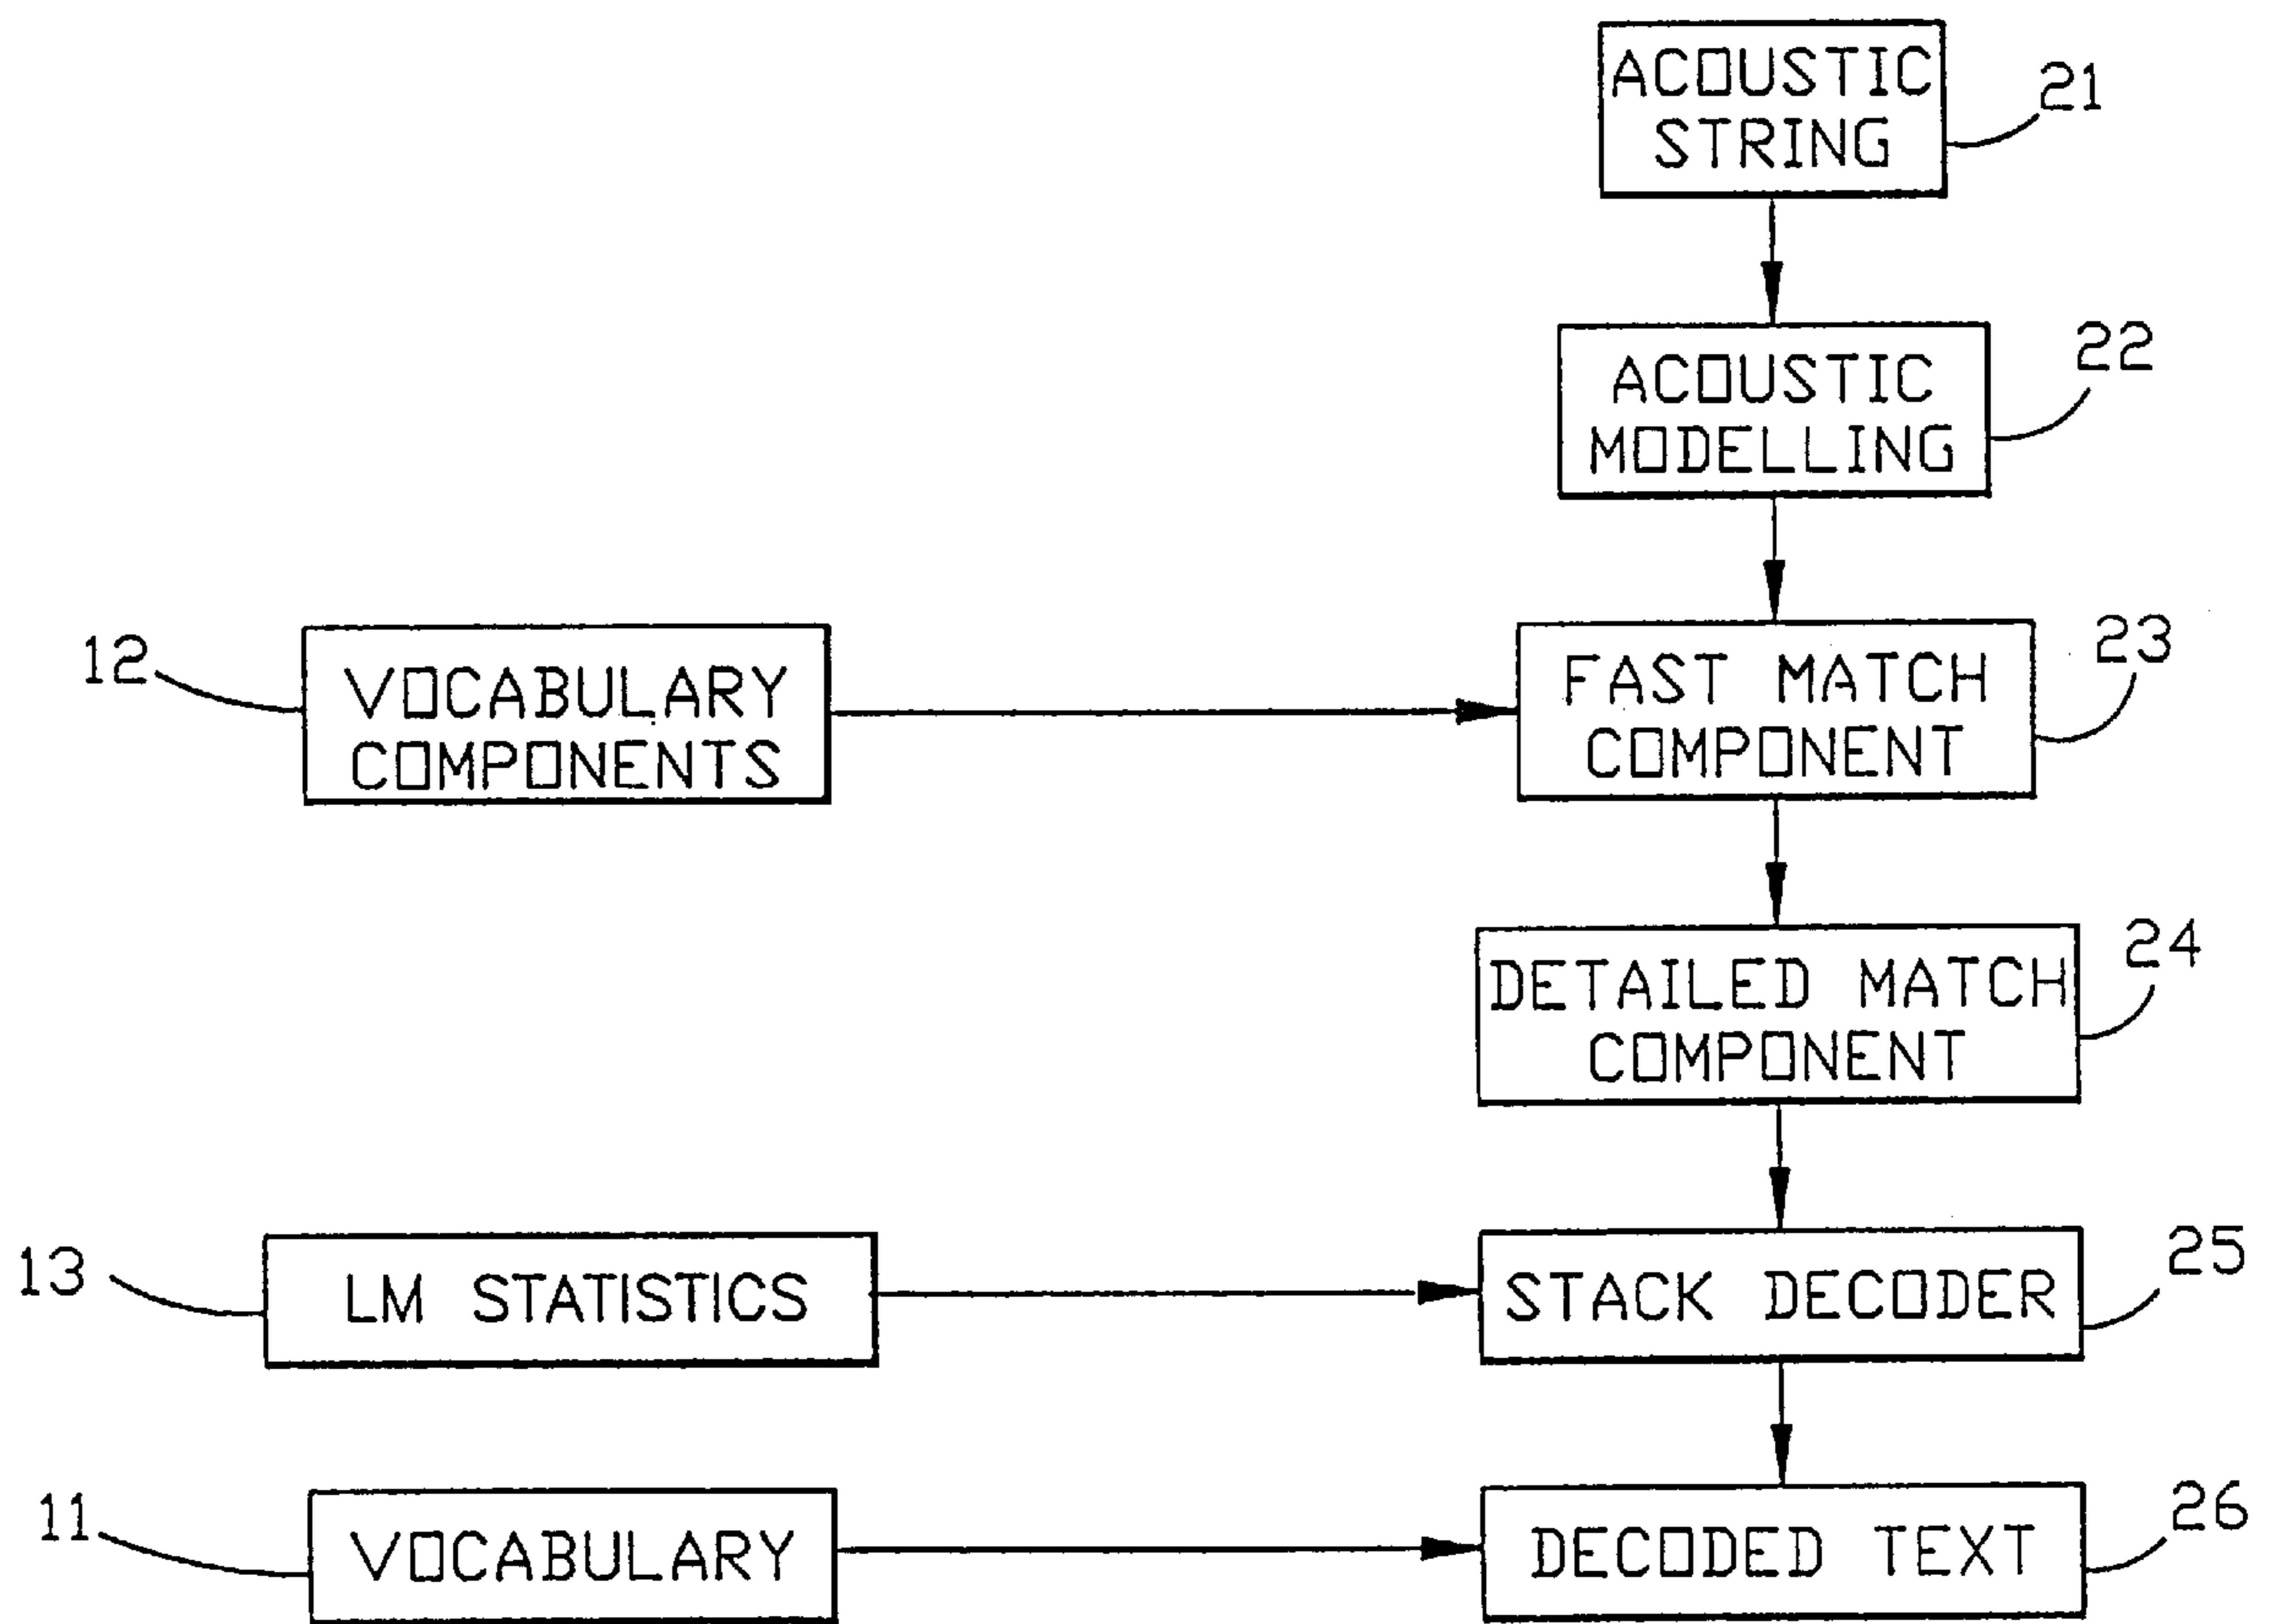 ACOUSTIC
STRING
21
ACOUSTIC
MODELLING
22
12
VOCABULARY
COMPONENTS
FAST MATCH
COMPONENT
23
DETAILED MATCH
COMPONENT
24
13
LM STATISTICS
STACK DECODER
25
11
VOCABULARY
DECODED TEXT
26